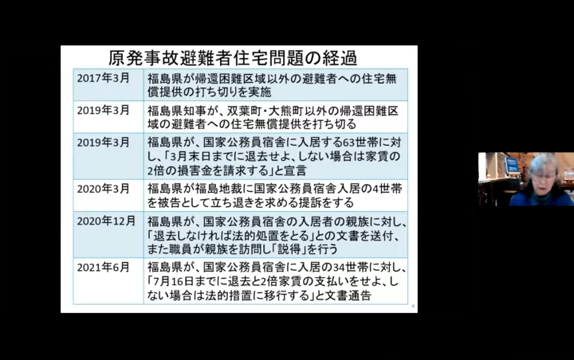 原発事故避難者住宅問題の経過
2017年3月 福島県が帰還困難区域以外の避難者への住宅無
償提供の打ち切りを実施
2019年3月 福島県知事が、双葉町・大熊町以外の帰還困難区
域の避難者への住宅無償提供を打ち切る
2019年3月 福島県が、国家公務員宿舎に入居する63世帯に対
し、「3月末日までに退去せよ、しない場合は家賃の
2倍の損害金を請求する」と宣言
2020年3月 福島県が福島地裁に国家公務員宿舎入居の4世帯
を被告として立ち退きを求める提訴をする
2020年12月 福島県が、国家公務員宿舎の入居者の親族に対し、
「退去しなければ法的処置をとる」との文書を送付、
また職員が親族を訪問し「説得」を行う
2021年6月 福島県が、国家公務員宿舎に入居の34世帯に対し、
「7月16日までに退去と2倍家賃の支払いをせよ、
しない場合は法的措置に移行する」と文書通告